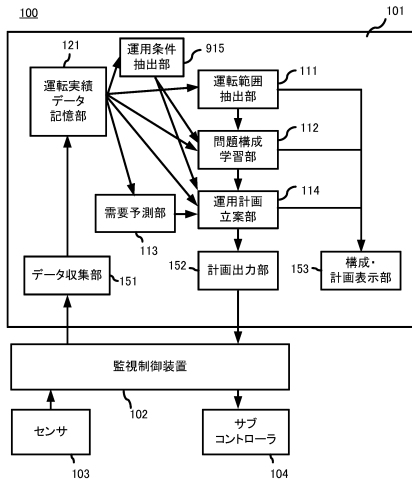 100
101
121
運転実績
データ
記憶部
運用条件
抽出部
915
運転範囲
抽出部
111
問題構成
学習部
112
需要予測部
113
運用計画
立案部
114
データ収集部
151
152
計画出力部
153
構成・
計画表示部
監視制御装置
102
センサ
103
サブ
コントローラ
104